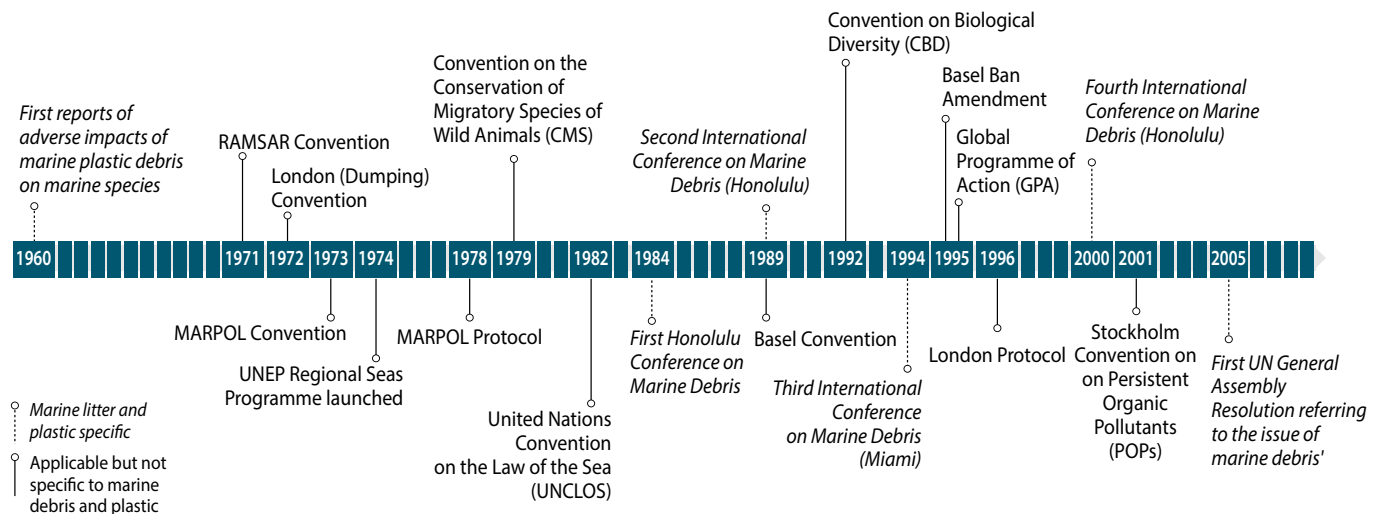 First reports of
adverse impacts of
marine plastic debris
on marine species
RAMSAR Convention
London (Dumping)
Convention
Convention on the
Conservation of
Migratory Species of
Wild Animals (CMS)
Second International
Conference on Marine
Debris (Honolulu)
Convention on Biological
Diversity (CBD)
Basel Ban
Amendment
Global
Programme of
Action (GPA)
Fourth International
Conference on Marine
Debris (Honolulu)
1960 1971 1972 1973 1974 1978 1979 1982 1984 1989 1992 1994 1995 1996 2000 2001 2005
MARPOL Convention
UNEP Regional Seas
Programme launched
MARPOL Protocol
United Nations
Convention
on the Law of the Sea
(UNCLOS)
First Honolulu
Conference on
Marine Debris
Basel Convention
Third International
Conference
on Marine Debris
(Miami)
London Protocol
Stockholm
Convention on
on Persistent
Organic
Pollutants
(POPs)
First UN General
Assembly
Resolution referring
to the issue of
marine debris'
Marine litter and
plastic specific
Applicable but not
specific to marine
debris and plastic